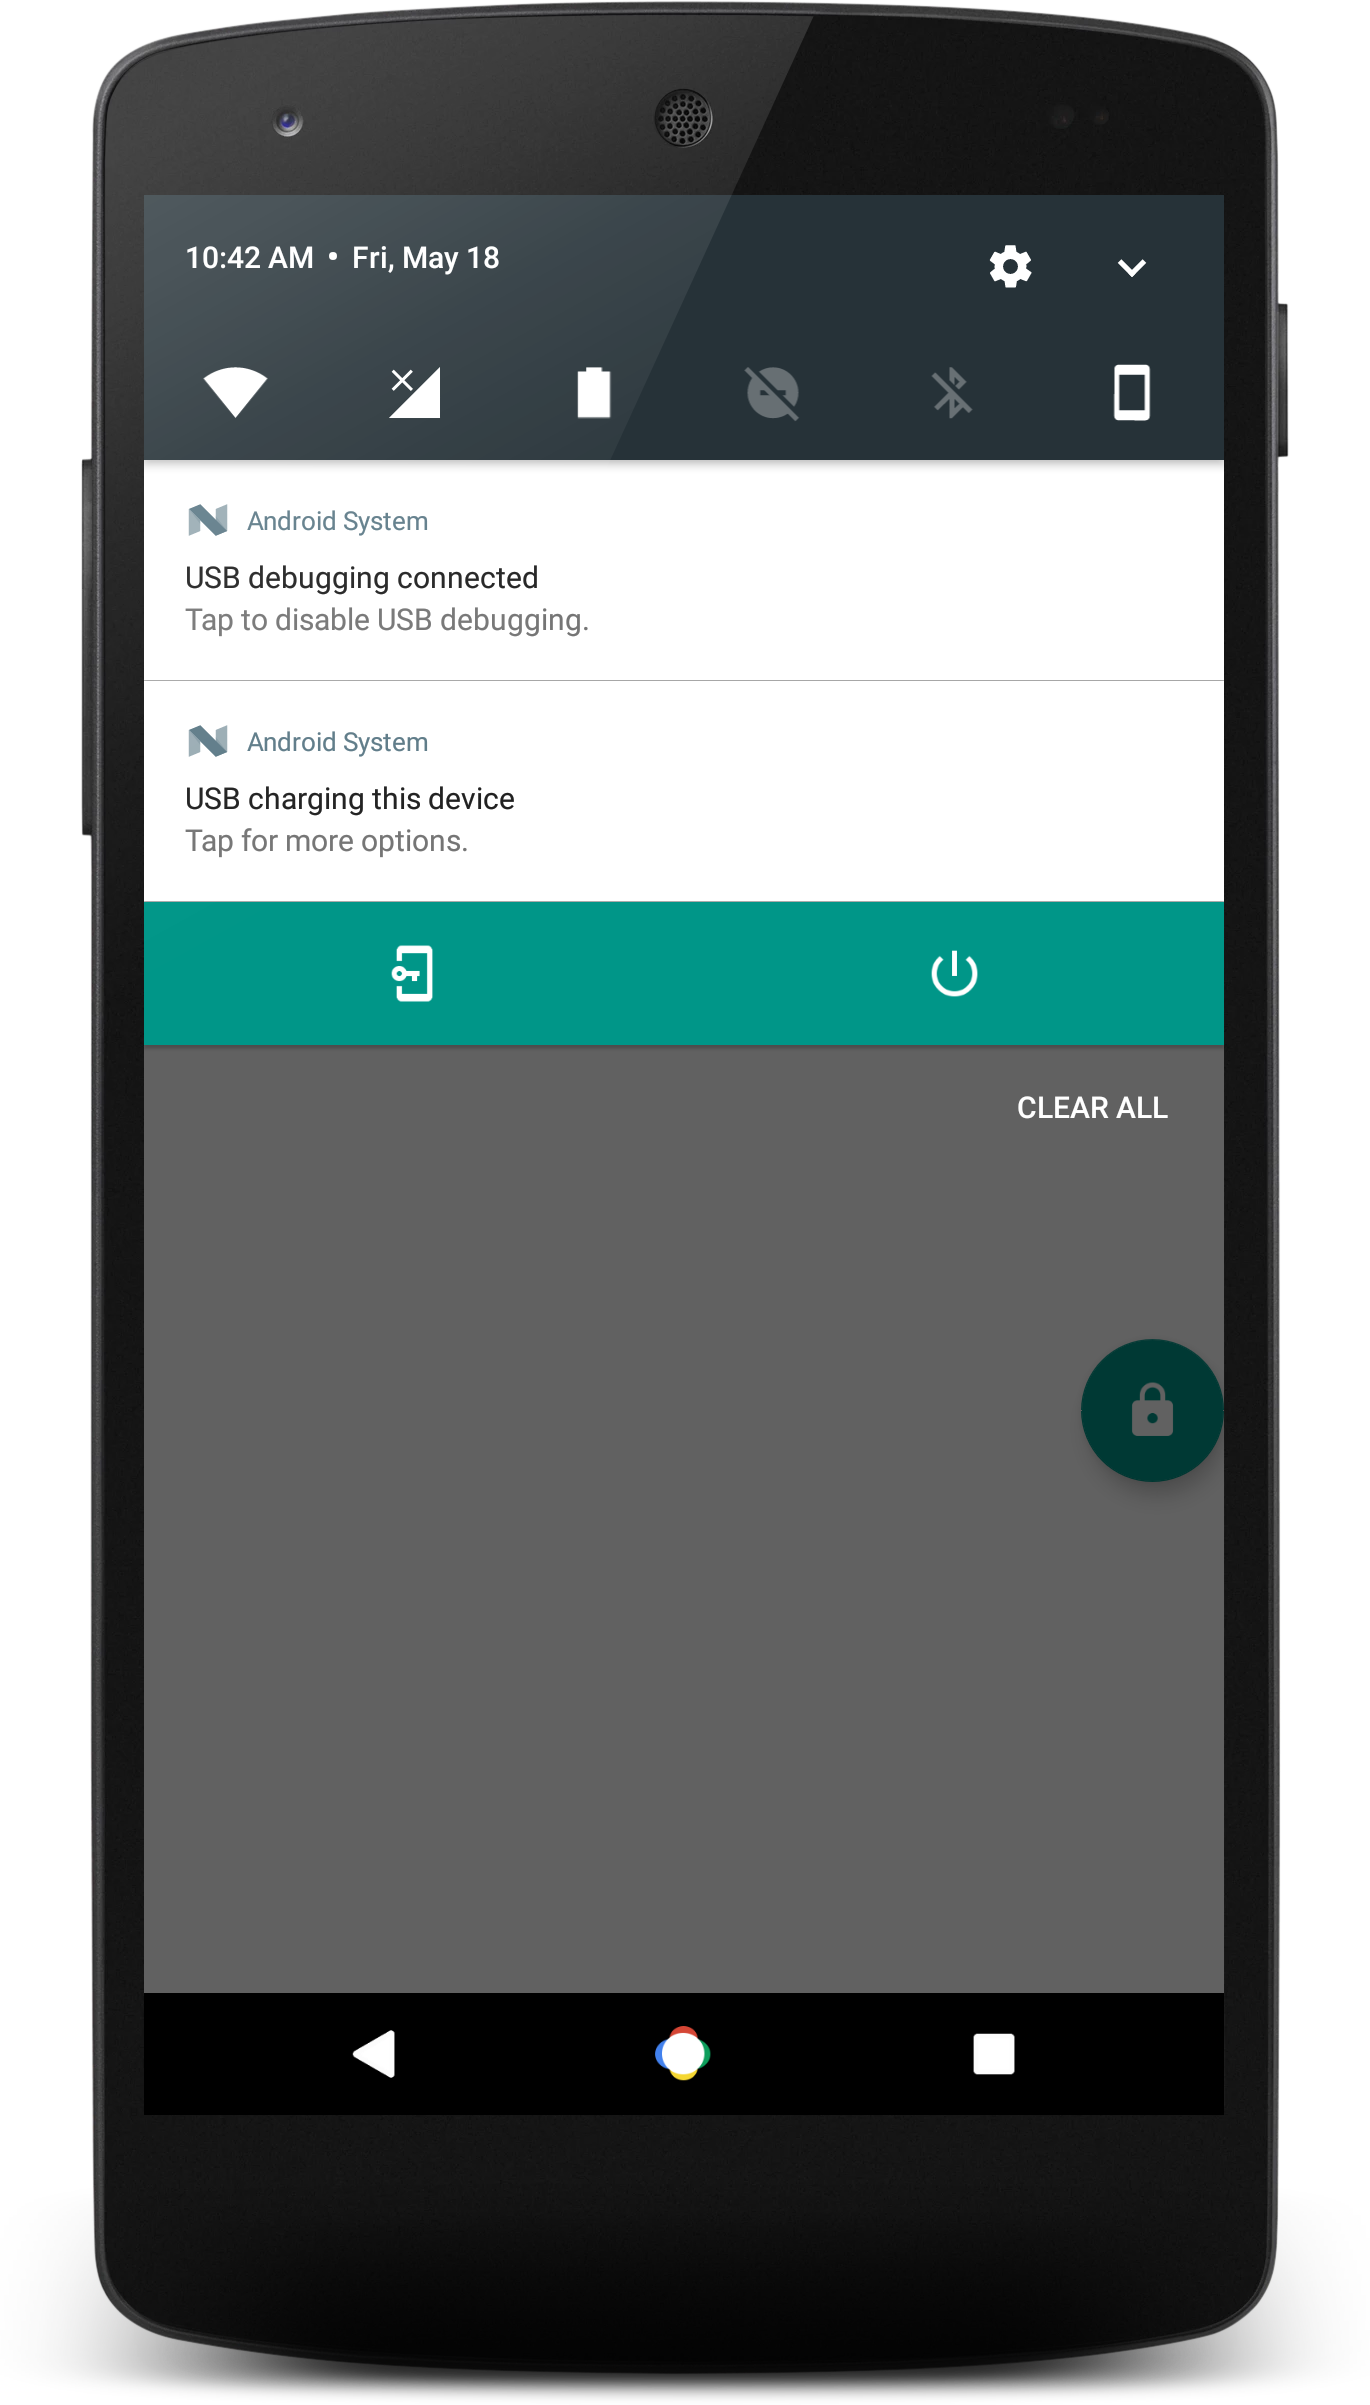 10:42 AM • Fri, May 18
Android System
USB debugging connected
Tap to disable USB debugging.
Android System
USB charging this device
Tap for more options.
CLEAR ALL